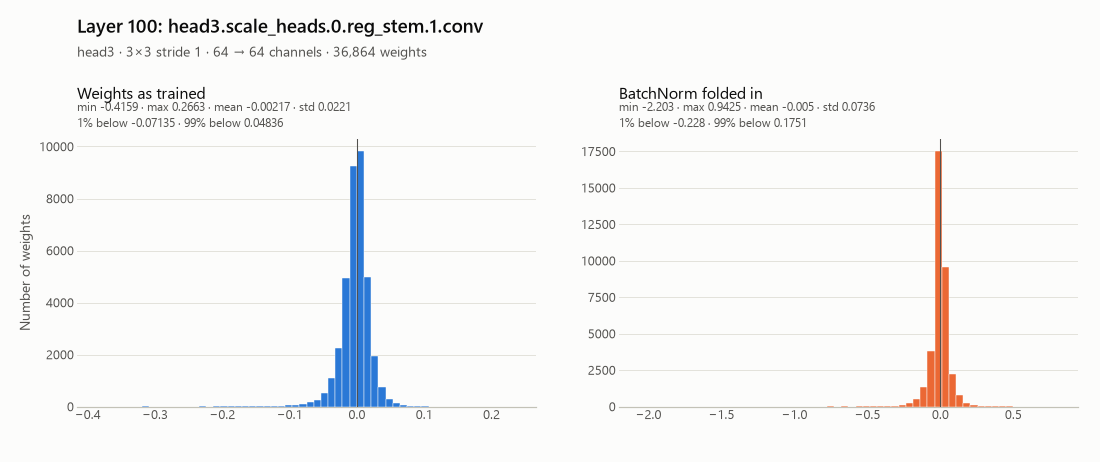 Layer 100: head3.scale_heads.0.reg_stem.1.conv
head3 · 3×3 stride 1 · 64 → 64 channels · 36,864 weights
Weights as trained
min -0.4159 · max 0.2663 · mean -0.00217 · std 0.0221
1% below -0.07135 · 99% below 0.04836
10000
8000
6000
4000
2000
0
Number of weights
−0.4 −0.3 −0.2 −0.1 0.0 0.1 0.2
BatchNorm folded in
min -2.203 · max 0.9425 · mean -0.005 · std 0.0736
1% below -0.228 · 99% below 0.1751
17500
15000
12500
10000
7500
5000
2500
0
−2.0 −1.5 −1.0 −0.5 0.0 0.5